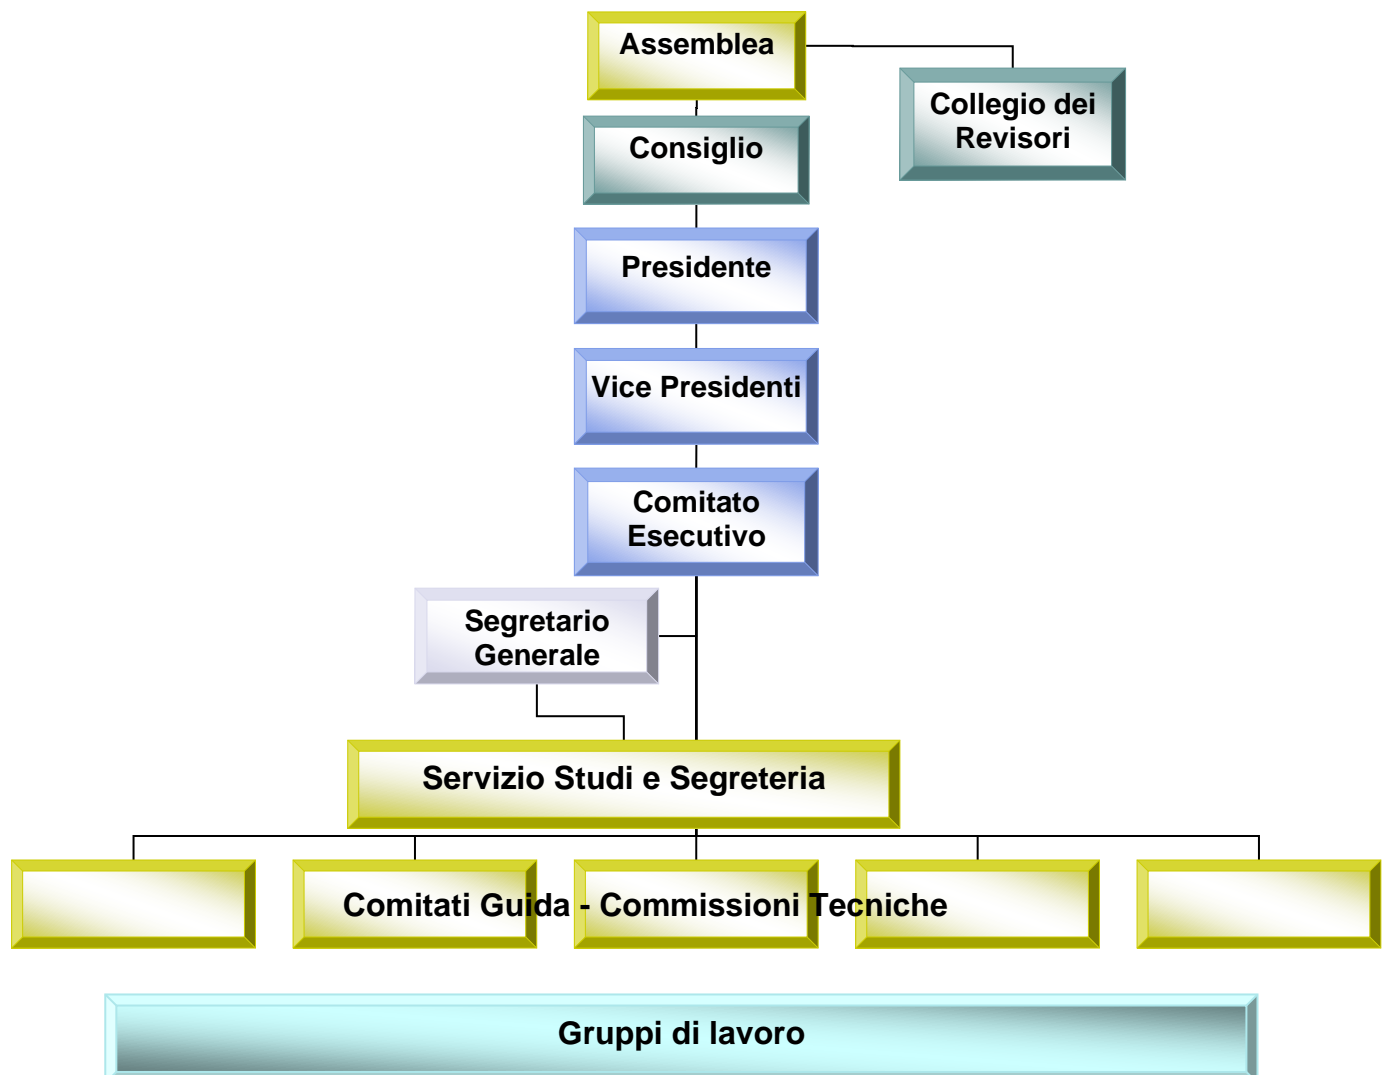 Assemblea
Collegio dei
Revisori
Consiglio
Presidente
Vice Presidenti
Comitato
Esecutivo
Segretario
Generale
Servizio Studi e Segreteria
Comitati Guida - Commissioni Tecniche
Gruppi di lavoro